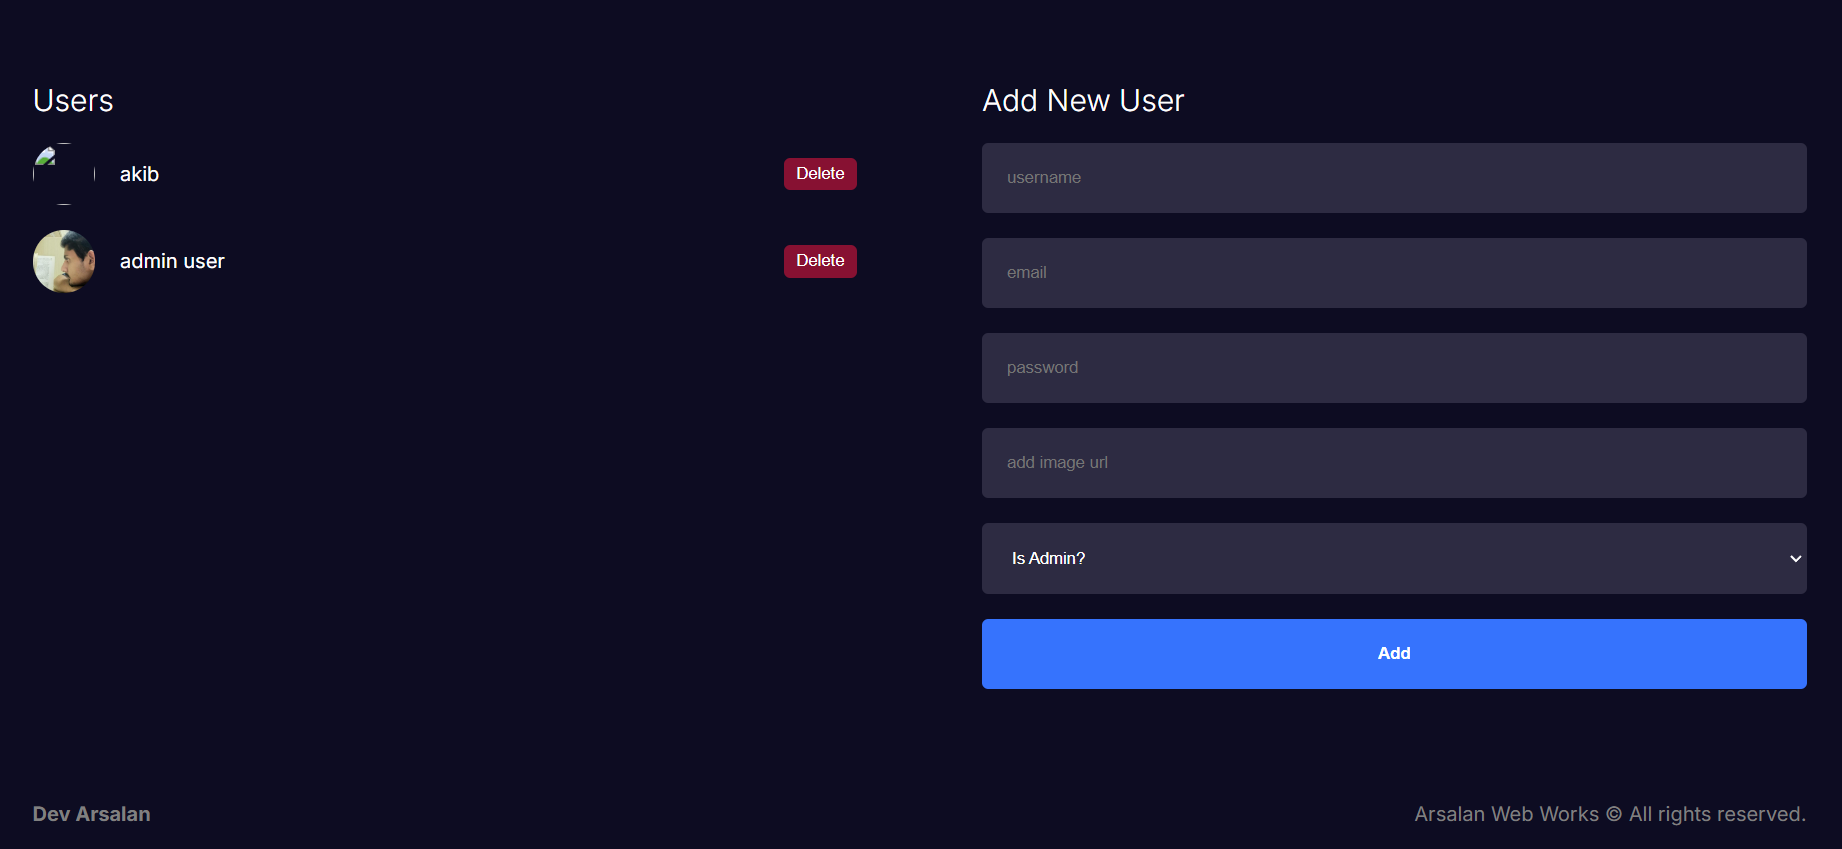 Users
akib
Delete
admin user
Delete
Add New User
username
email
password
add image url
Is Admin?
Add
Dev Arsalan
Arsalan Web Works © All rights reserved.